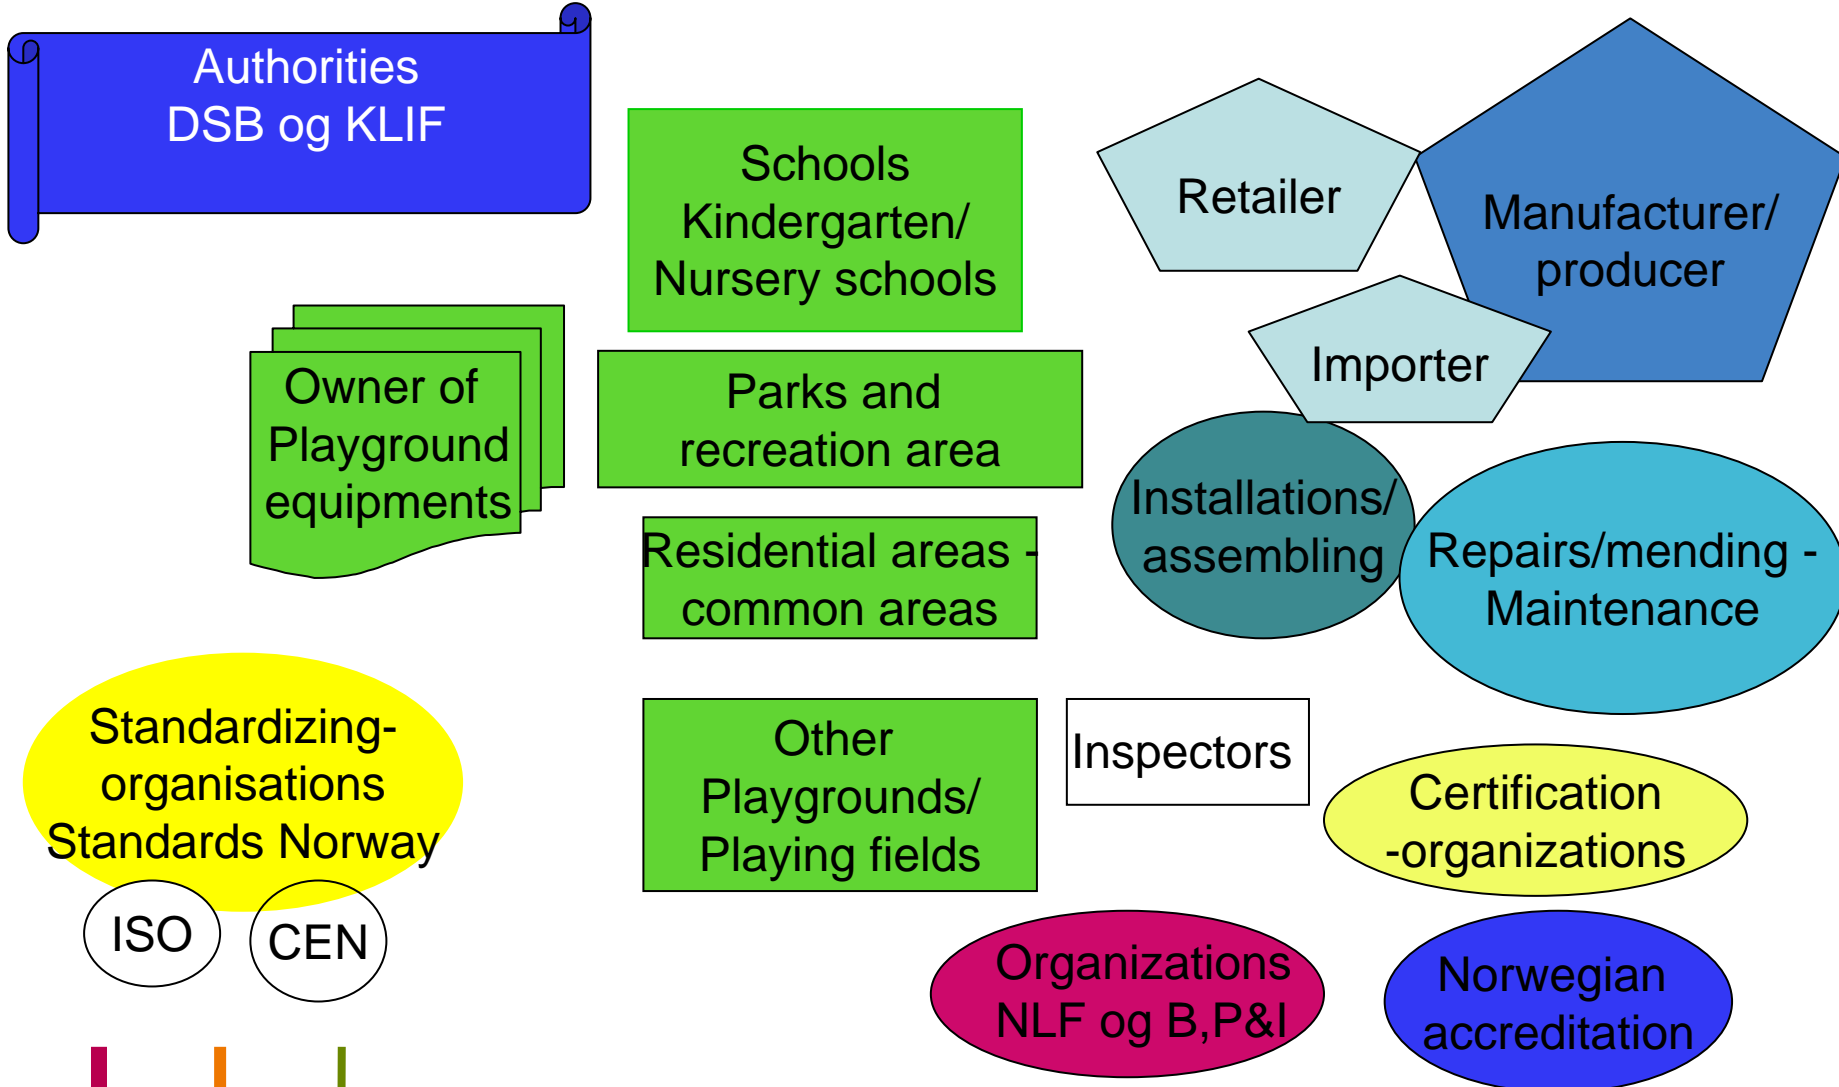 Authorities
DSB og KLIF
Schools
Kindergarten/
Nursery schools
Retailer
Manufacturer/
producer
Importer
Owner of
Playground
equipments
Parks and
recreation area
Installations/
assembling
Residential areas -
common areas
Repairs/mending -
Maintenance
Standardizing-
organisations
Standards Norway
ISO
CEN
Other
Playgrounds/
Playing fields
Inspectors
Certification
-organizations
Organizations
NLF og B,P&I
Norwegian
accreditation